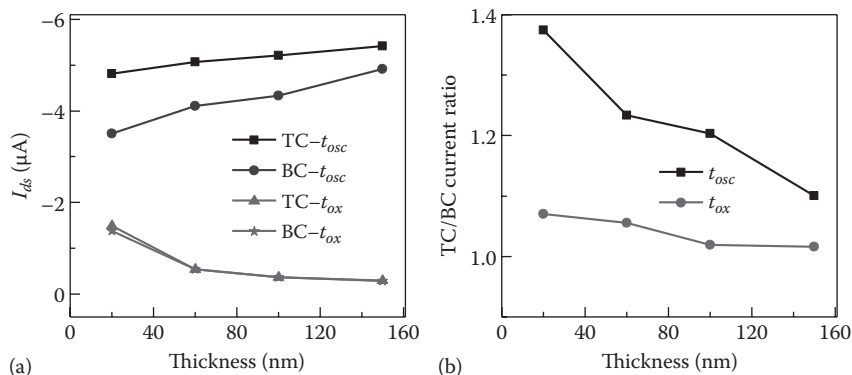 −6
−4
−2
0
I_ds (μA)
TC−t_osc
BC−t_osc
TC−t_ox
BC−t_ox
0 40 80 120 160
Thickness (nm)
(a)
1.4
1.2
1.0
TC/BC current ratio
t_osc
t_ox
0 40 80 120 160
Thickness (nm)
(b)